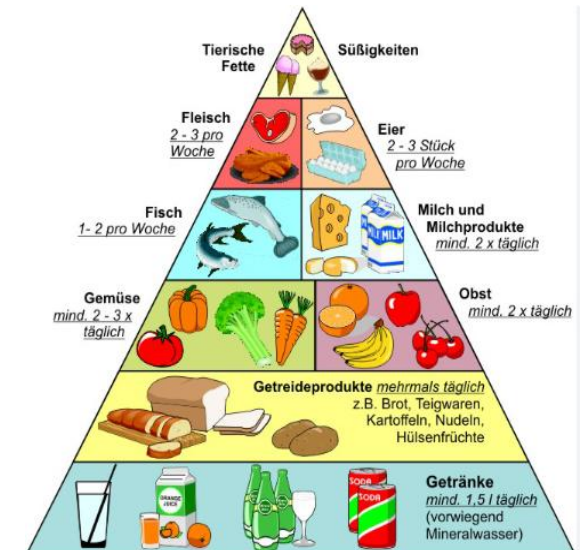 Tierische
Fette
Süßigkeiten
Fleisch
2 - 3 pro
Woche
Eier
2 - 3 Stück
pro Woche
Fisch
1- 2 pro Woche
Milch und
Milchprodukte
mind. 2 x täglich
MILK
Gemüse
mind. 2 - 3 x
täglich
Obst
mind. 2 x täglich
Getreideprodukte mehrmals täglich
z.B. Brot, Teigwaren,
Kartoffeln, Nudeln,
Hülsenfrüchte
ORANGE
JUICE
SODA
SODA
Getränke
mind. 1,5 l täglich
(vorwiegend
Mineralwasser)